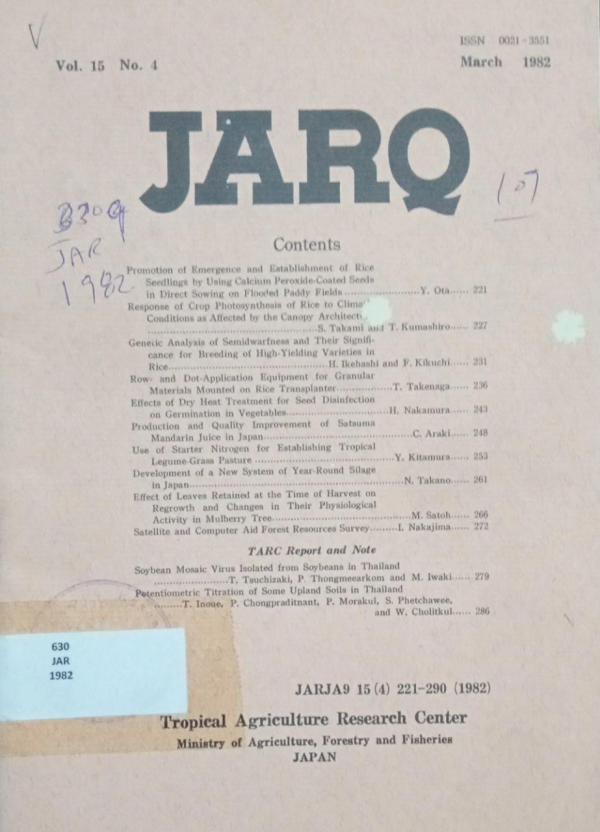 ISSN 0021-3551
Vol. 15 No. 4
March 1982
JARQ
107
630
JAR
1982
Contents
Promotion of Emergence and Establishment of Rice
Seedlings by Using Calcium Peroxide-Coated Seeds
in Direct Sowing on Flooded Paddy Fields........................Y. Ota...... 221
Response of Crop Photosynthesis of Rice to
Conditions as Affected by the Canopy
.......................................................S. Takami and T. Kumashiro...... 227
Genetic Analysis of Semidwarfness and Their Signifi-
cance for Breeding of High-Yielding Varieties in
Rice....................................................H. Ikehashi and F. Kikuchi...... 231
Row- and Dot-Application Equipment for Granular
Materials Mounted on Rice Transplanter..................T. Takenaga...... 236
Effects of Dry Heat Treatment for Seed Disinfection
on Germination in Vegetables.................................H. Nakamura...... 243
Production and Quality Improvement of Satsuma
Mandarin Juice in Japan..............................................C. Araki...... 248
Use of Starter Nitrogen for Establishing Tropical
Legume-Grass Pasture .............................................Y. Kitamura...... 253
Development of a New System of Year-Round Silage
in Japan.....................................................................N. Takano...... 261
Effect of Leaves Retained at the Time of Harvest on
Regrowth and Changes in Their Physiological
Activity in Mulberry Tree............................................M. Satoh...... 266
Satellite and Computer Aid Forest Resources Survey.........I. Nakajima...... 272
TARC Report and Note
Soybean Mosaic Virus Isolated from Soybeans in Thailand
........................T. Tsuchizaki, P. Thongmeearkom and M. Iwaki...... 279
Potentiometric Titration of Some Upland Soils in Thailand
.........T. Inoue, P. Chongpraditnant, P. Morakul, S. Phetchawee,
and W. Cholitkul...... 286
630
JAR
1982
JARJA9 15 (4) 221-290 (1982)
Tropical Agriculture Research Center
Ministry of Agriculture, Forestry and Fisheries
JAPAN